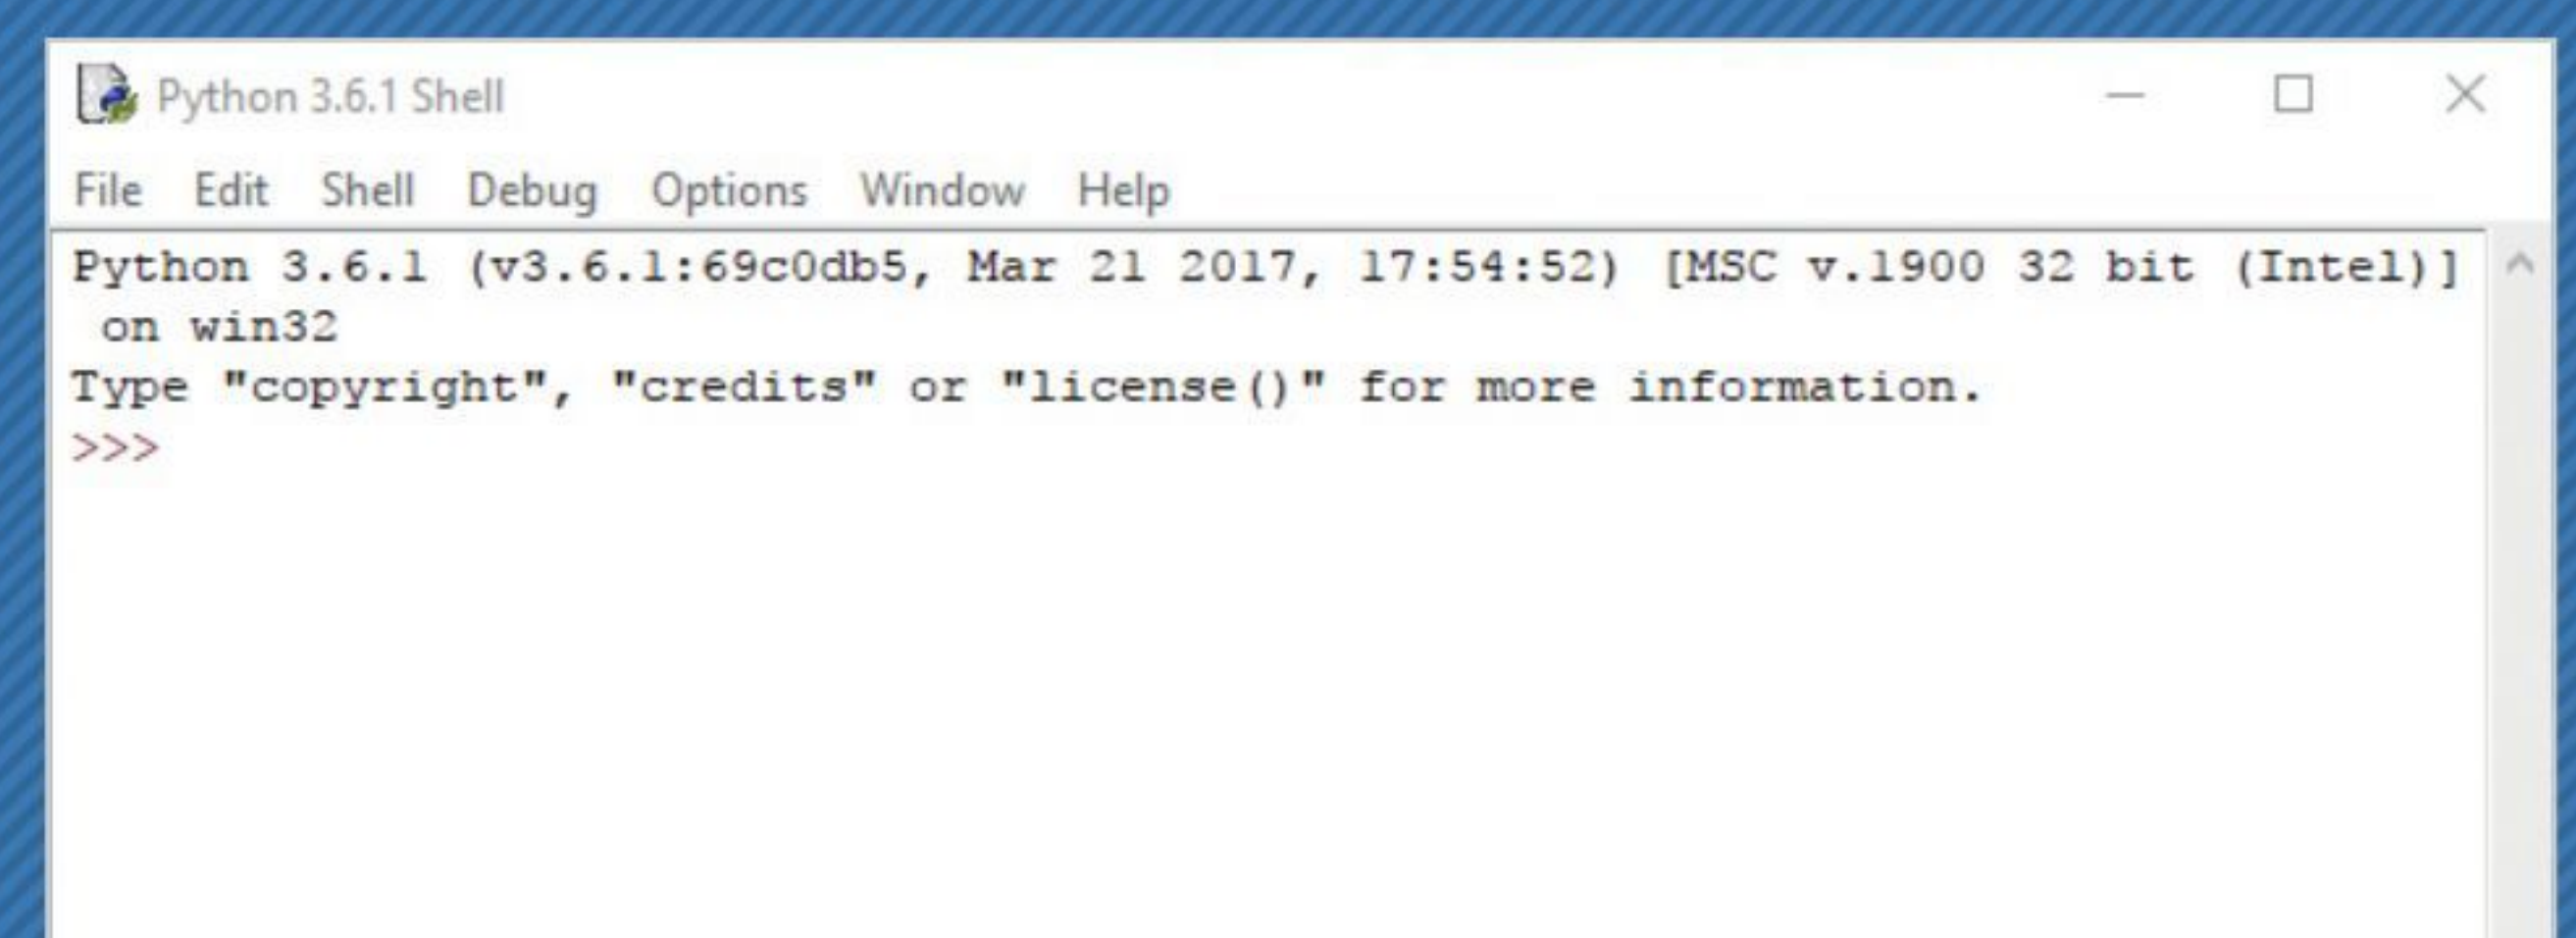 Python 3.6.1 Shell
File Edit Shell Debug Options Window Help
Python 3.6.1 (v3.6.1:69c0db5, Mar 21 2017, 17:54:52) [MSC v.1900 32 bit (Intel)]
on win32
Type "copyright", "credits" or "license()" for more information.
>>>